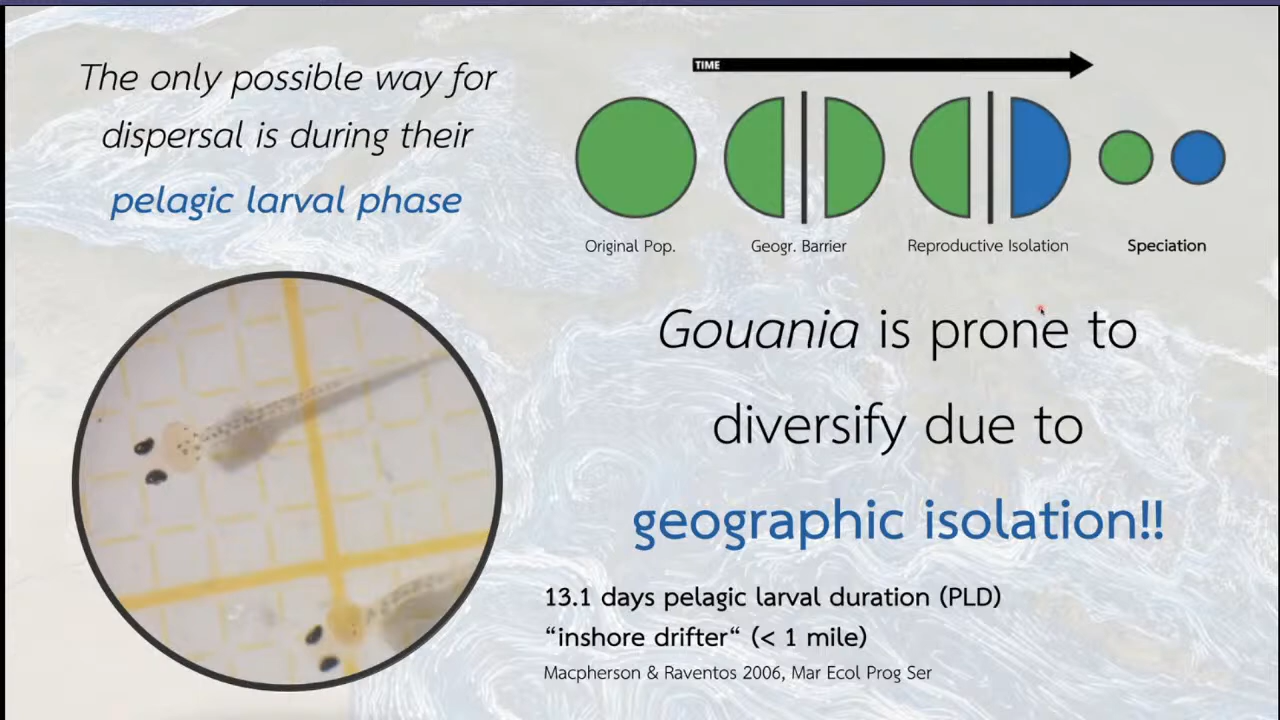 The only possible way for
dispersal is during their
pelagic larval phase
TIME
Original Pop.
Geogr. Barrier
Reproductive Isolation
Speciation
Gouania is prone to
diversify due to
geographic isolation!!
13.1 days pelagic larval duration (PLD)
“inshore drifter“ (< 1 mile)
Macpherson & Raventos 2006, Mar Ecol Prog Ser